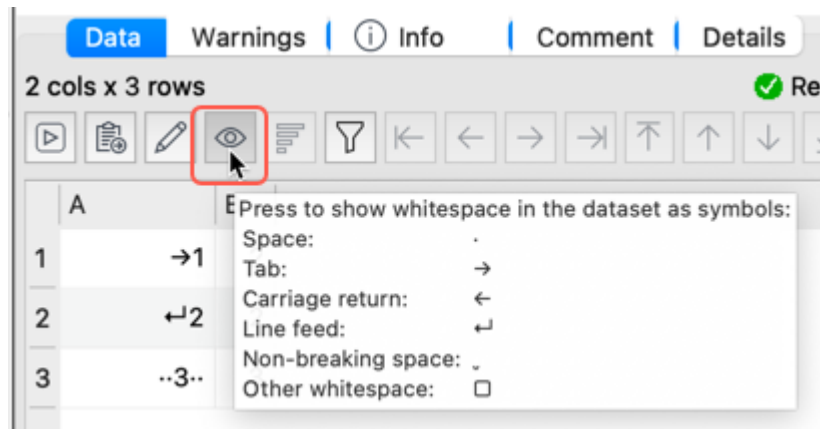 Data Warnings Info Comment Details
2 cols x 3 rows Re
A
Press to show whitespace in the dataset as symbols:
Space: ·
Tab: →
Carriage return: ←
Line feed: ↵
Non-breaking space: ˬ
Other whitespace: ▢
1 →1
2 ↵2
3 ··3··